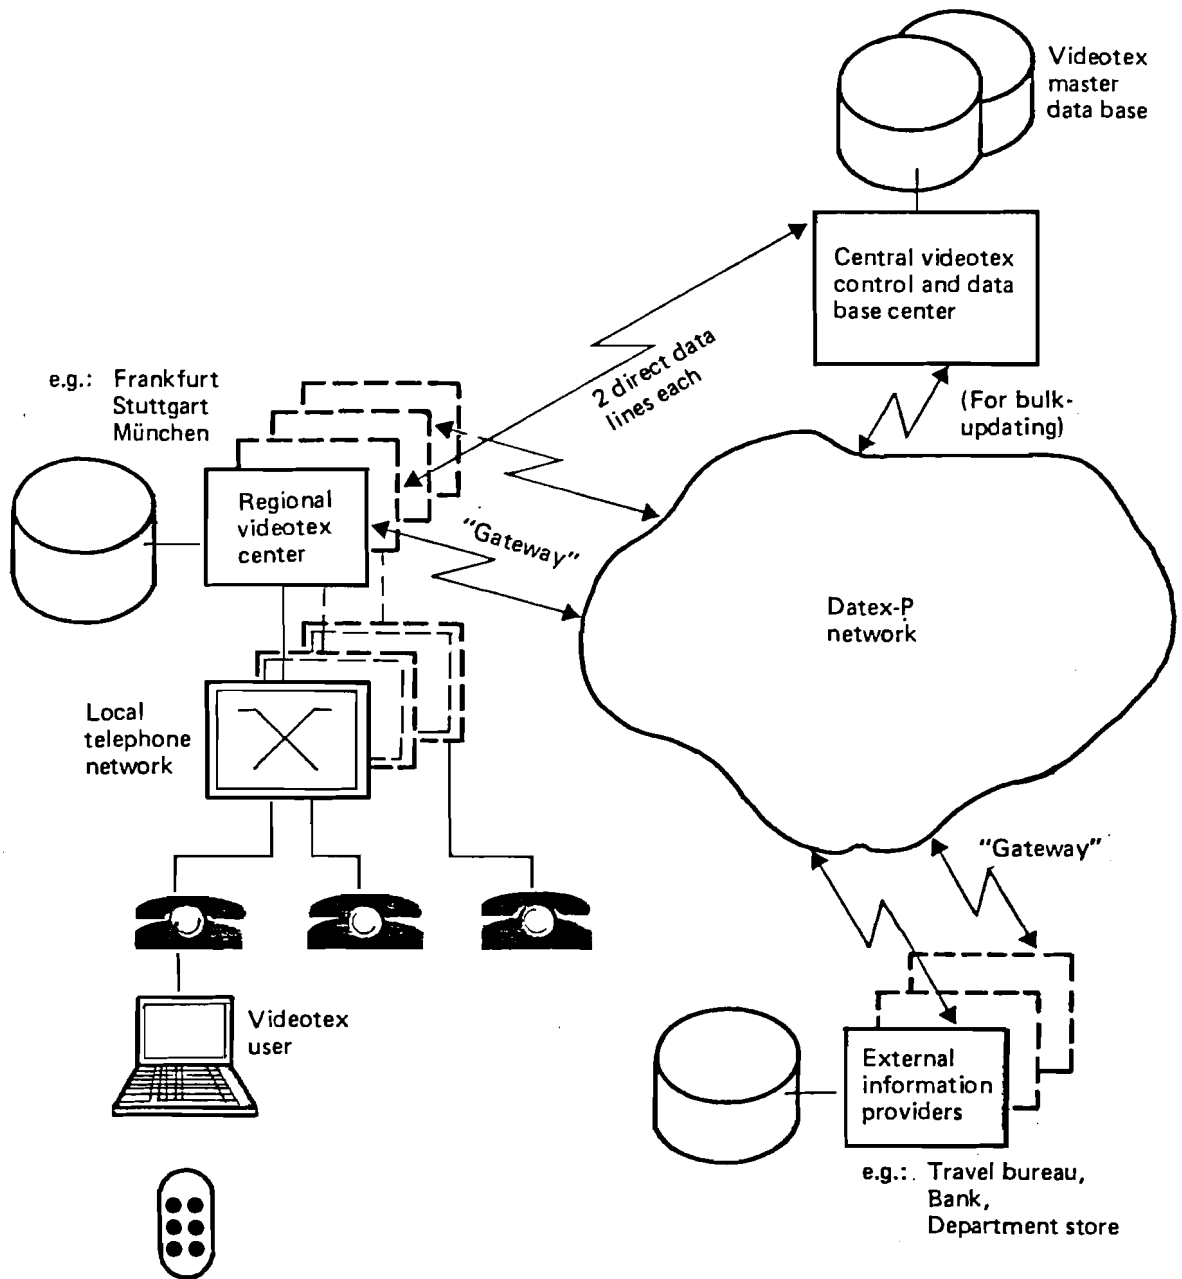 Videotex
master
data base
Central videotex
control and data
base center
2 direct data
lines each
(For bulk-
updating)
e.g.: Frankfurt
Stuttgart
München
Regional
videotex
center
"Gateway"
Datex-P
network
Local
telephone
network
"Gateway"
Videotex
user
External
information
providers
e.g.: Travel bureau,
Bank,
Department store